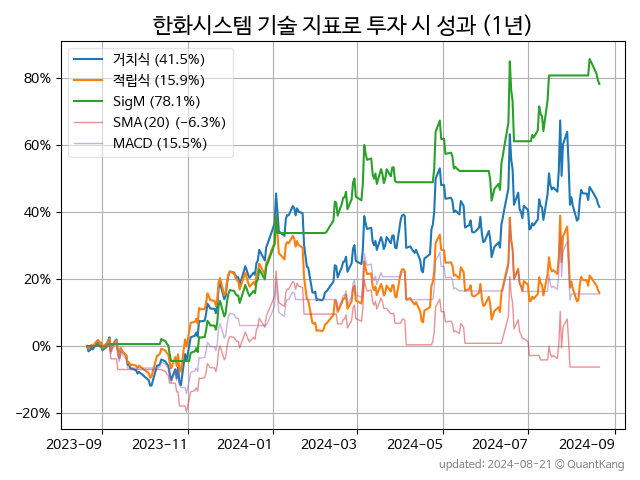 한화시스템 기술 지표로 투자 시 성과 (1년)
거치식 (41.5%)
적립식 (15.9%)
SigM (78.1%)
SMA(20) (-6.3%)
MACD (15.5%)
80%
60%
40%
20%
0%
−20%
2023-09 2023-11 2024-01 2024-03 2024-05 2024-07 2024-09
updated: 2024-08-21 © QuantKang